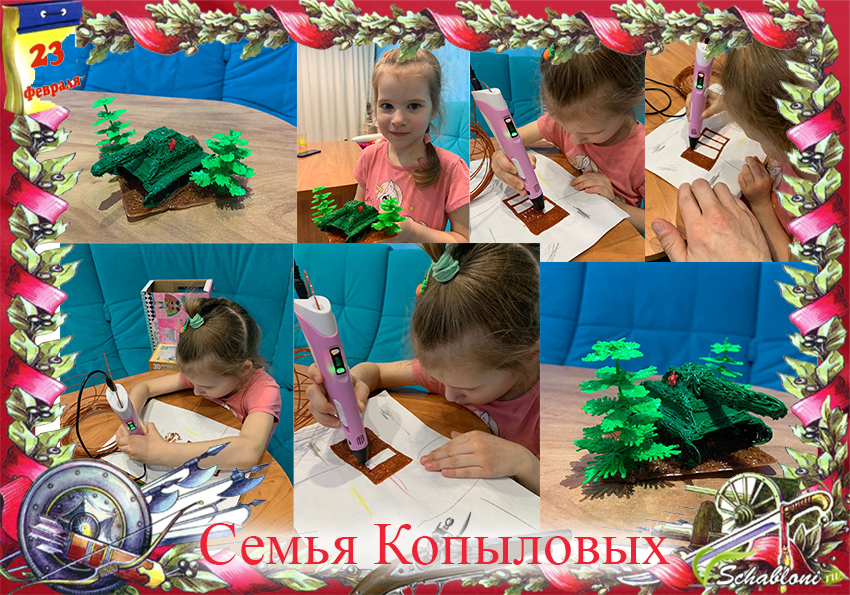 23
февраля
Семья Копыловых
Schabloni.ru